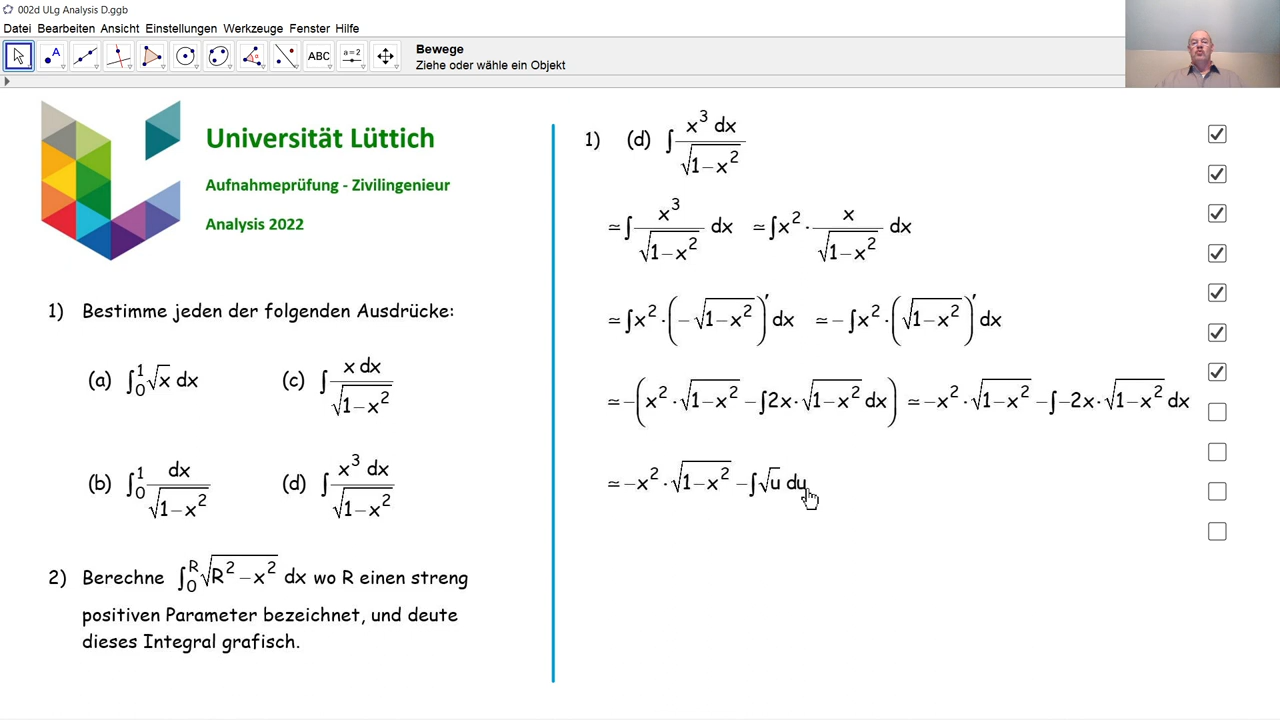 002d ULg Analysis D.ggb
Datei Bearbeiten Ansicht Einstellungen Werkzeuge Fenster Hilfe
A ABC a=2
Bewege
Ziehe oder wähle ein Objekt
Universität Lüttich
Aufnahmeprüfung - Zivilingenieur
Analysis 2022
1) Bestimme jeden der folgenden Ausdrücke:
(a) ∫₀¹ √x dx (c) ∫ x dx / √(1−x²)
(b) ∫₀¹ dx / √(1−x²) (d) ∫ x³ dx / √(1−x²)
2) Berechne ∫₀ᴿ √(R²−x²) dx wo R einen streng
positiven Parameter bezeichnet, und deute
dieses Integral grafisch.
1) (d) ∫ x³ dx / √(1−x²)
≃ ∫ x³ / √(1−x²) dx ≃ ∫ x² · x / √(1−x²) dx
≃ ∫ x² · (−√(1−x²))′ dx ≃ − ∫ x² · (√(1−x²))′ dx
≃ −(x² · √(1−x²) − ∫ 2x · √(1−x²) dx) ≃ −x² · √(1−x²) − ∫ −2x · √(1−x²) dx
≃ −x² · √(1−x²) − ∫ √u du